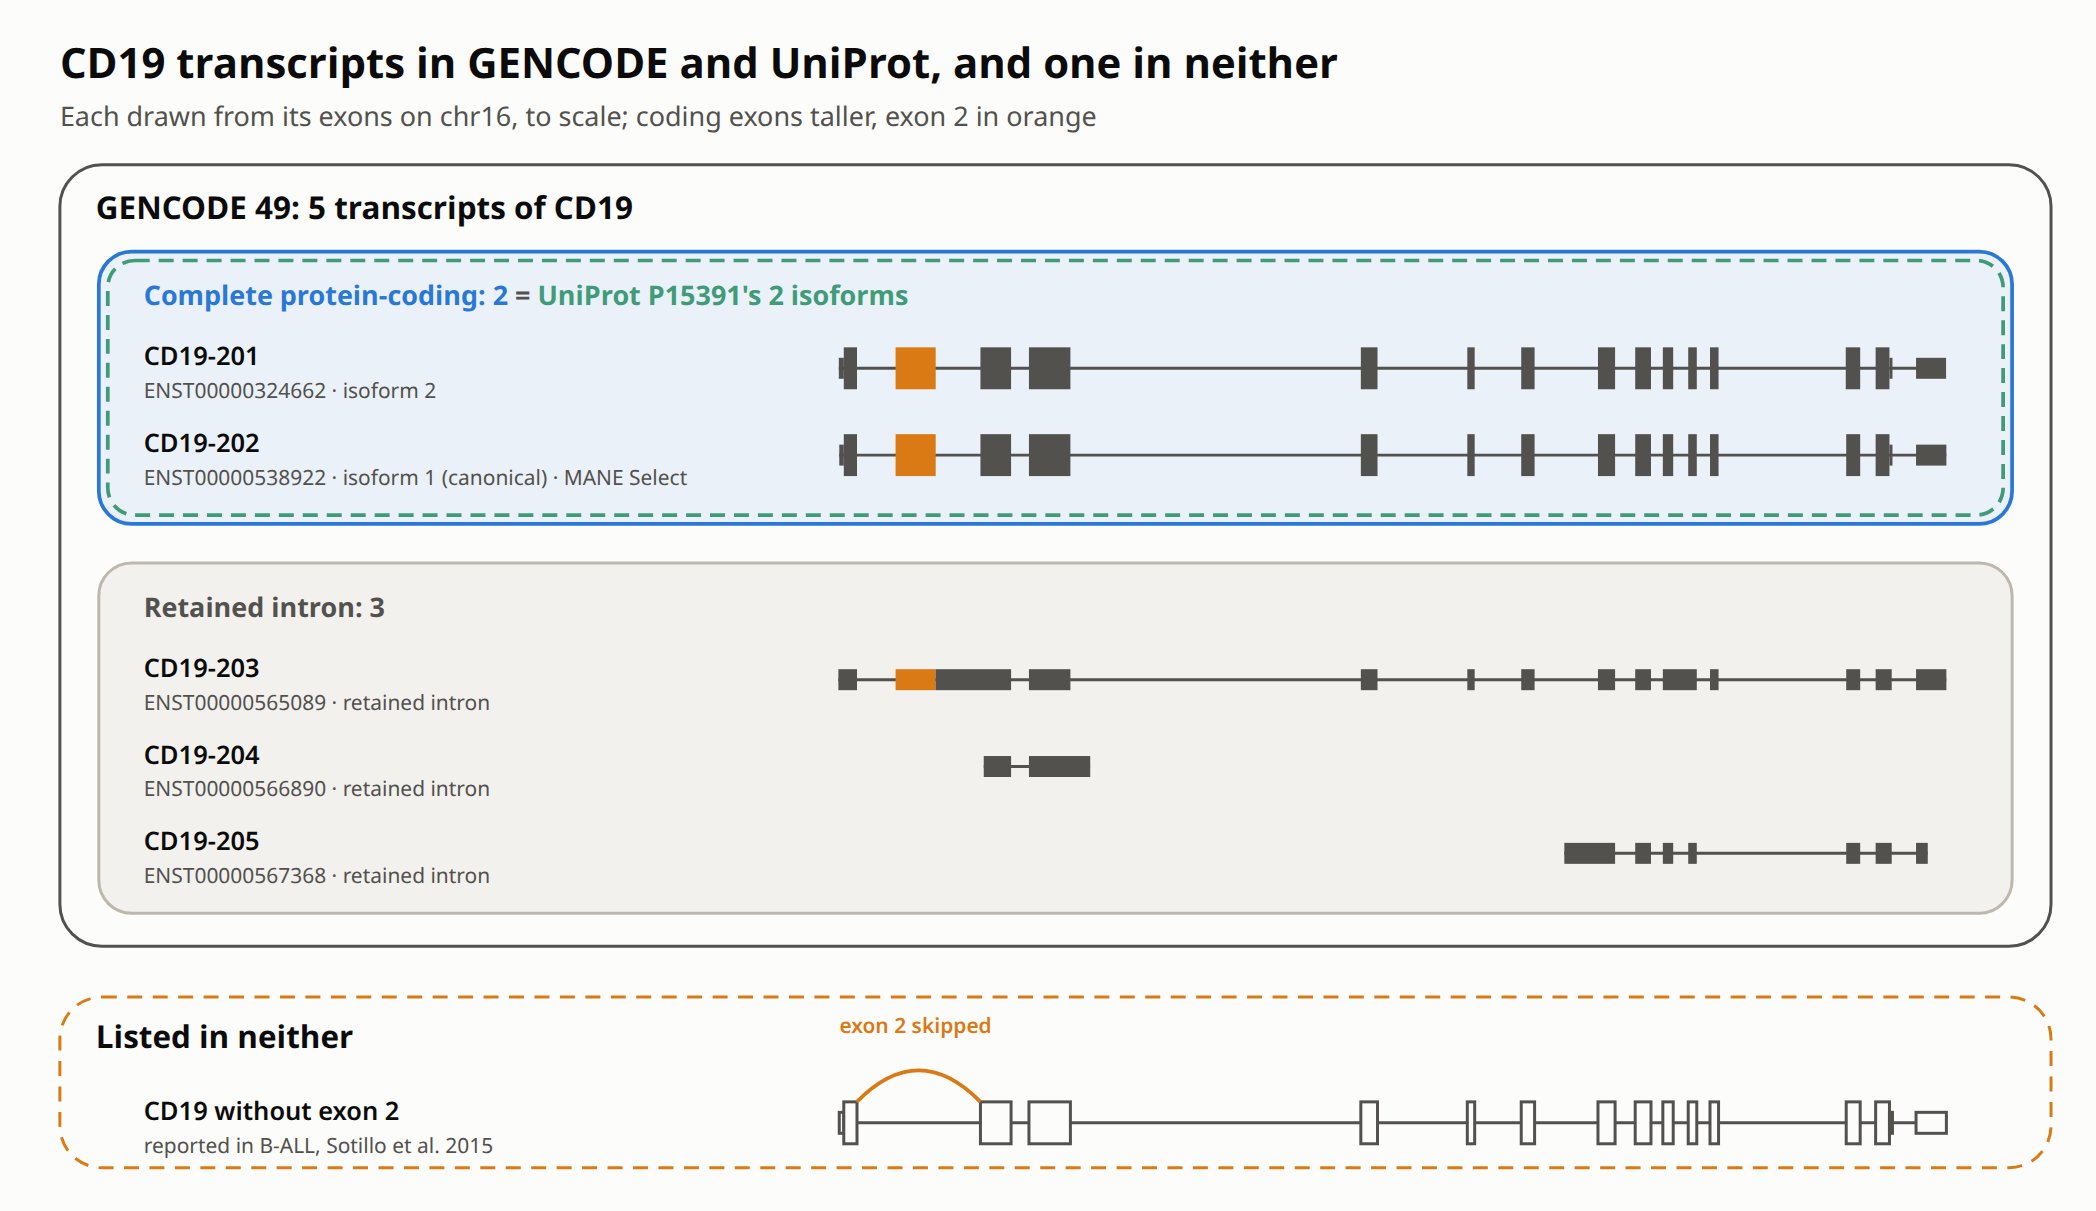 CD19 transcripts in GENCODE and UniProt, and one in neither
Each drawn from its exons on chr16, to scale; coding exons taller, exon 2 in orange
GENCODE 49: 5 transcripts of CD19
Complete protein-coding: 2 = UniProt P15391's 2 isoforms
CD19-201
ENST00000324662 · isoform 2
CD19-202
ENST00000538922 · isoform 1 (canonical) · MANE Select
Retained intron: 3
CD19-203
ENST00000565089 · retained intron
CD19-204
ENST00000566890 · retained intron
CD19-205
ENST00000567368 · retained intron
Listed in neither
exon 2 skipped
CD19 without exon 2
reported in B-ALL, Sotillo et al. 2015